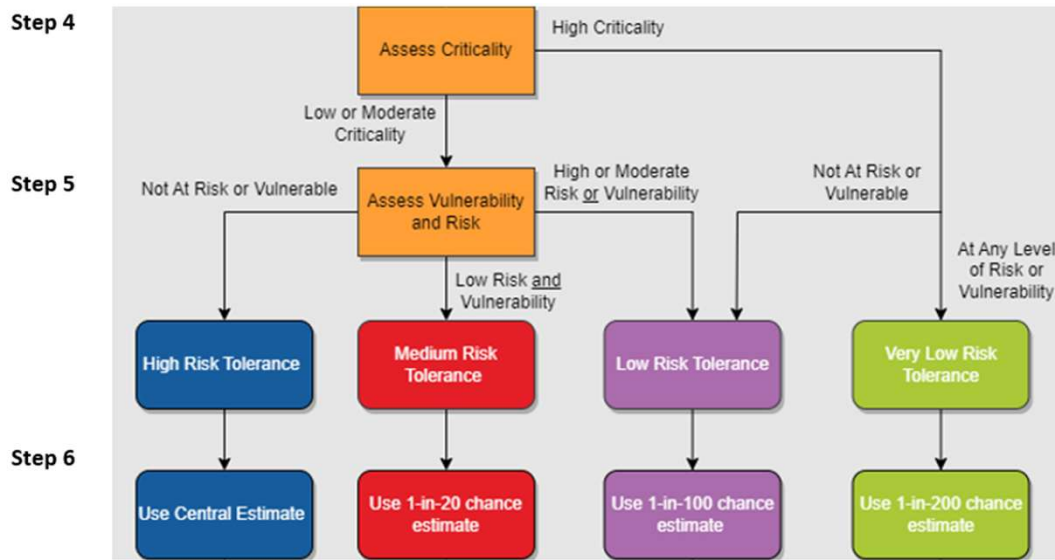 Step 4
Assess Criticality
High Criticality
Low or Moderate
Criticality
Step 5
Not At Risk or Vulnerable
Assess Vulnerability
and Risk
High or Moderate
Risk or Vulnerability
Not At Risk or
Vulnerable
Low Risk and
Vulnerability
At Any Level
of Risk or
Vulnerability
High Risk Tolerance
Medium Risk
Tolerance
Low Risk Tolerance
Very Low Risk
Tolerance
Step 6
Use Central Estimate
Use 1-in-20 chance
estimate
Use 1-in-100 chance
estimate
Use 1-in-200 chance
estimate